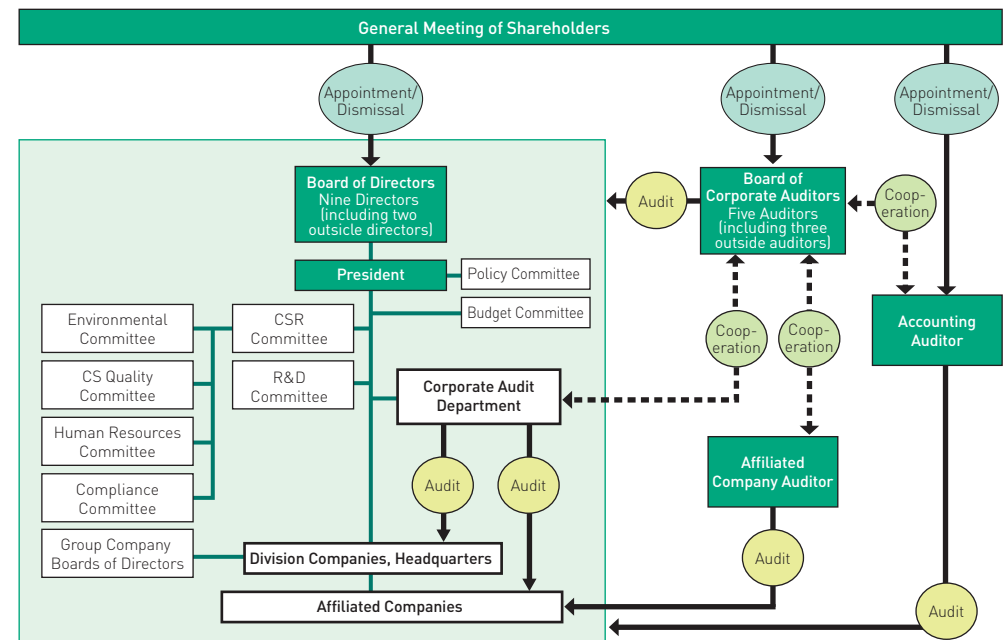 General Meeting of Shareholders
Appointment/
Dismissal
Appointment/
Dismissal
Appointment/
Dismissal
Board of Directors
Nine Directors
(including two
outsicle directors)
Audit
Board of
Corporate Auditors
Five Auditors
(including three
outside auditors)
Coop-
eration
President
Policy Committee
Budget Committee
Environmental
Committee
CSR
Committee
Coop-
eration
Coop-
eration
Accounting
Auditor
CS Quality
Committee
R&D
Committee
Corporate Audit
Department
Human Resources
Committee
Affiliated
Company Auditor
Audit
Audit
Compliance
Committee
Group Company
Boards of Directors
Division Companies, Headquarters
Audit
Affiliated Companies
Audit